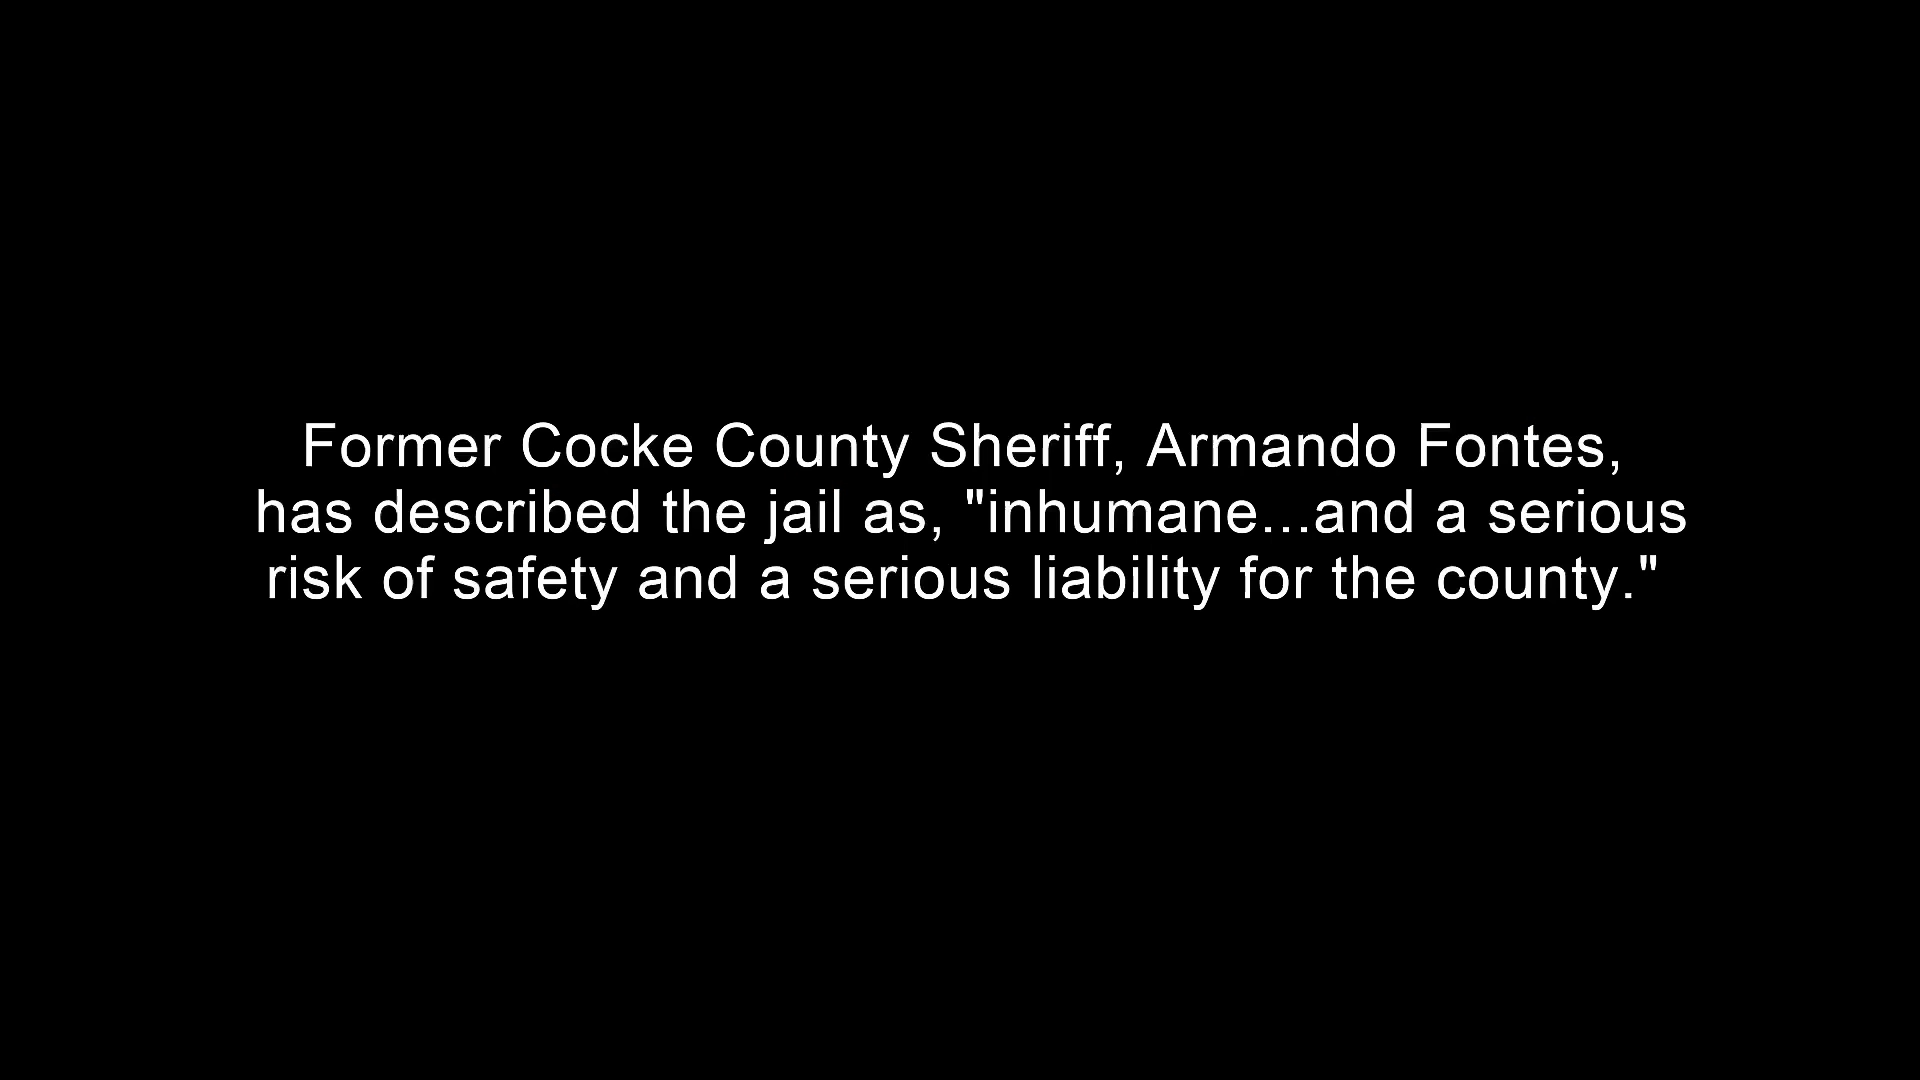 Former Cocke County Sheriff, Armando Fontes,
has described the jail as, "inhumane...and a serious
risk of safety and a serious liability for the county."